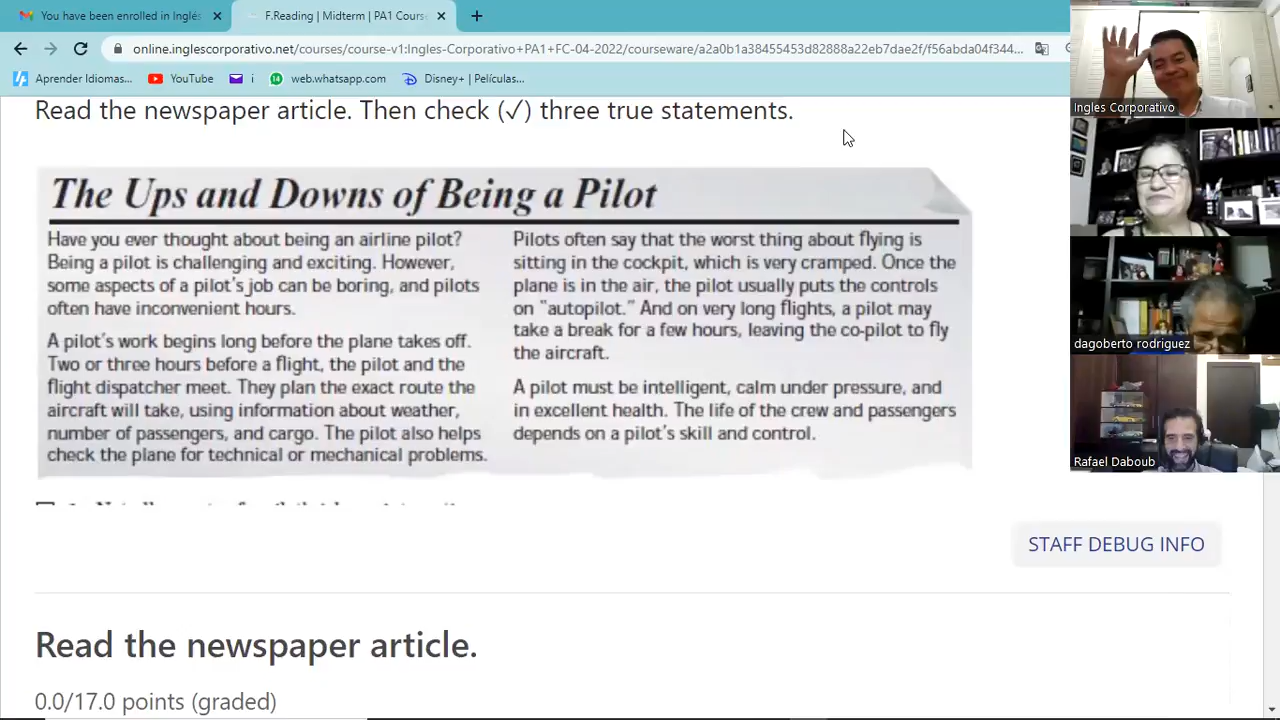 You have been enrolled in Ingles
F.Reading | Midterm
online.inglescorporativo.net/courses/course-v1:Ingles-Corporativo+PA1+FC-04-2022/courseware/a2a0b1a38455459082888a22eb7dae2f/f56abda04f344...
Aprender Idiomas...
YouTube
i
web.whatsapp.com/
Disney+ | Películas...
Read the newspaper article. Then check (✓) three true statements.
The Ups and Downs of Being a Pilot
Have you ever thought about being an airline pilot?
Being a pilot is challenging and exciting. However,
some aspects of a pilot's job can be boring, and pilots
often have inconvenient hours.
A pilot's work begins long before the plane takes off.
Two or three hours before a flight, the pilot and
flight dispatcher meet. They plan the exact route the
aircraft will take, using information about weather,
number of passengers, and cargo. The pilot also helps
check the plane for technical or mechanical problems.
Pilots often say that the worst thing about flying is
sitting in the cockpit, which is very cramped. Once the
plane is in the air, the pilot usually puts the controls
on "autopilot." And on very long flights, a pilot may
take a break for a few hours, leaving the co-pilot to fly
the aircraft.
A pilot must be intelligent, calm under pressure, and
in excellent health. The life of the crew and passengers
depends on a pilot's skill and control.
STAFF DEBUG INFO
Read the newspaper article.
0.0/17.0 points (graded)
Ingles Corporativo
dagoberto rodriguez
Rafael Daboub